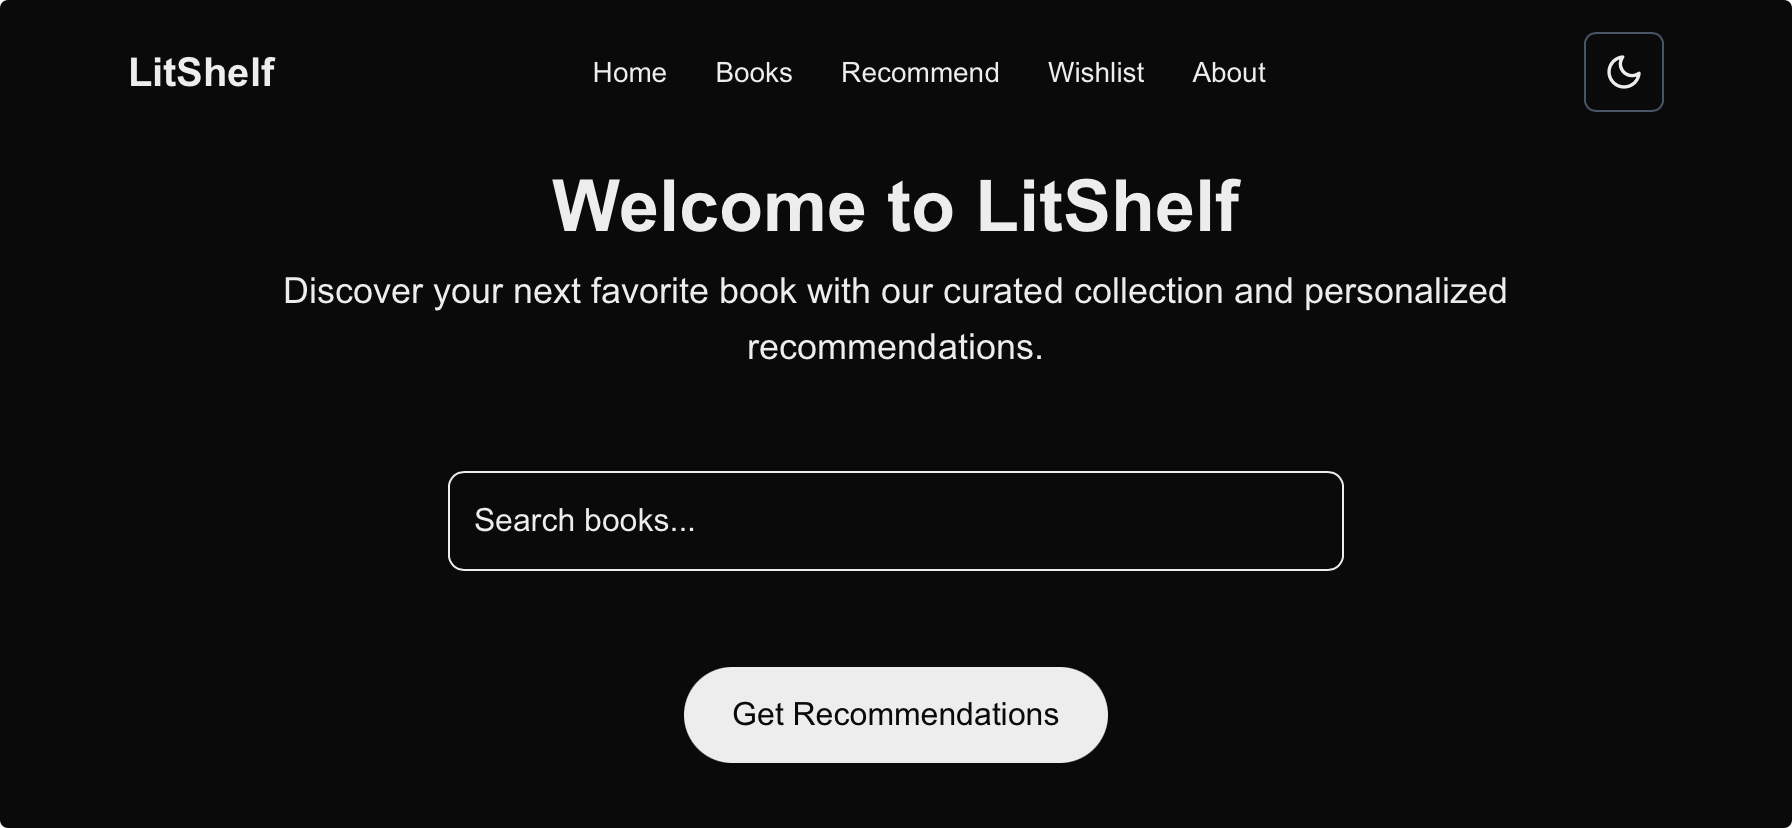 LitShelf
Home Books Recommend Wishlist About
Welcome to LitShelf
Discover your next favorite book with our curated collection and personalized
recommendations.
Search books...
Get Recommendations